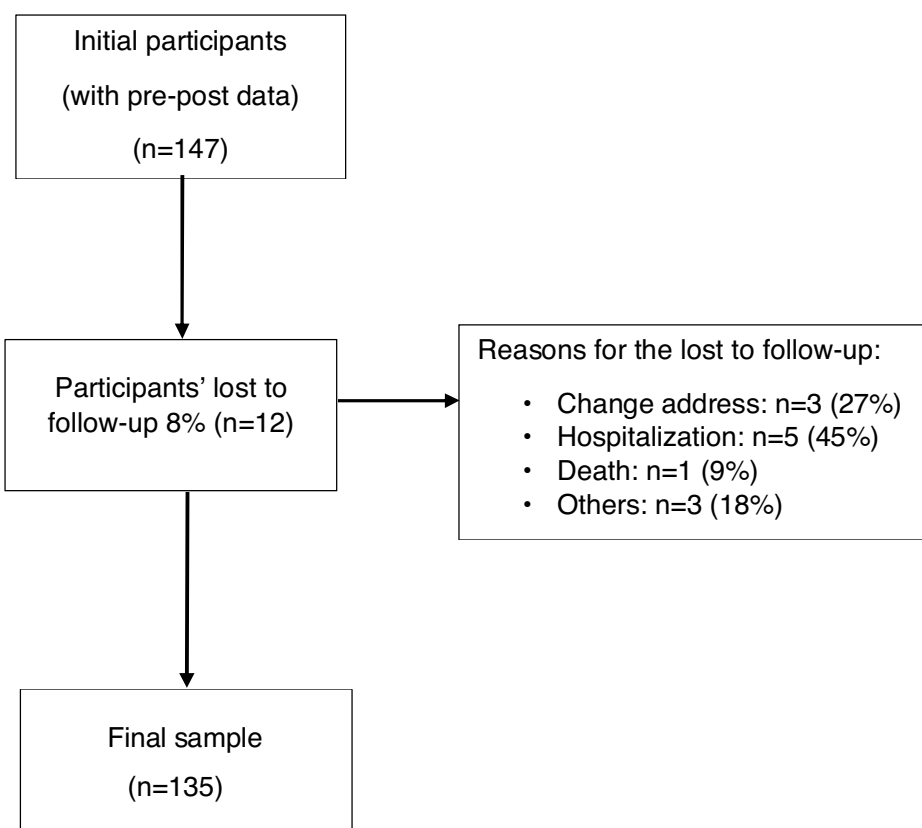 Initial participants
(with pre-post data)
(n=147)
Participants’ lost to
follow-up 8% (n=12)
Reasons for the lost to follow-up:
• Change address: n=3 (27%)
• Hospitalization: n=5 (45%)
• Death: n=1 (9%)
• Others: n=3 (18%)
Final sample
(n=135)